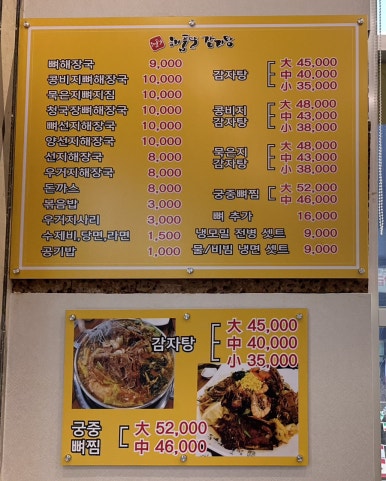 감자탕
뼈해장국 9,000
콩비지뼈해장국 10,000
묵은지뼈찌짐 10,000
청국장뼈해장국 10,000
뼈선지해장국 10,000
양선지해장국 10,000
선지해장국 8,000
우거지해장국 8,000
돈까스 8,000
볶음밥 3,000
우거지사리 3,000
수제비,당면,라면 1,500
공기밥 1,000
감자탕 大 45,000
中 40,000
小 35,000
콩비지 감자탕 大 48,000
中 43,000
小 38,000
묵은지 감자탕 大 48,000
中 43,000
小 38,000
궁중뼈찜 大 52,000
中 46,000
뼈 추가 16,000
냉모밀 전병 셋트 9,000
물/비빔 냉면 셋트 9,000
감자탕 大 45,000
中 40,000
小 35,000
궁중 뼈찜 大 52,000
中 46,000